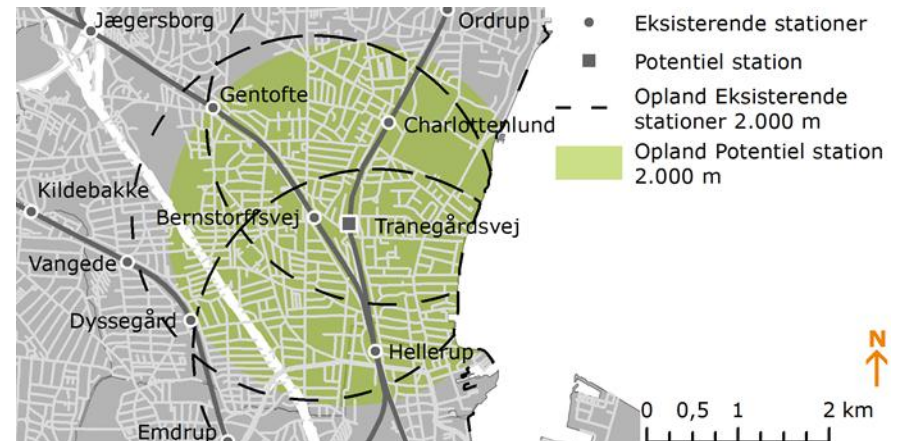 Jægersborg
Ordrup
Gentofte
Charlottenlund
Kildebakke
Bernstorffsvej
Tranegårdsvej
Vangede
Dyssegård
Hellerup
Emdrup
Eksisterende stationer
Potentiel station
Opland Eksisterende
stationer 2.000 m
Opland Potentiel station
2.000 m
N
0 0,5 1 2 km